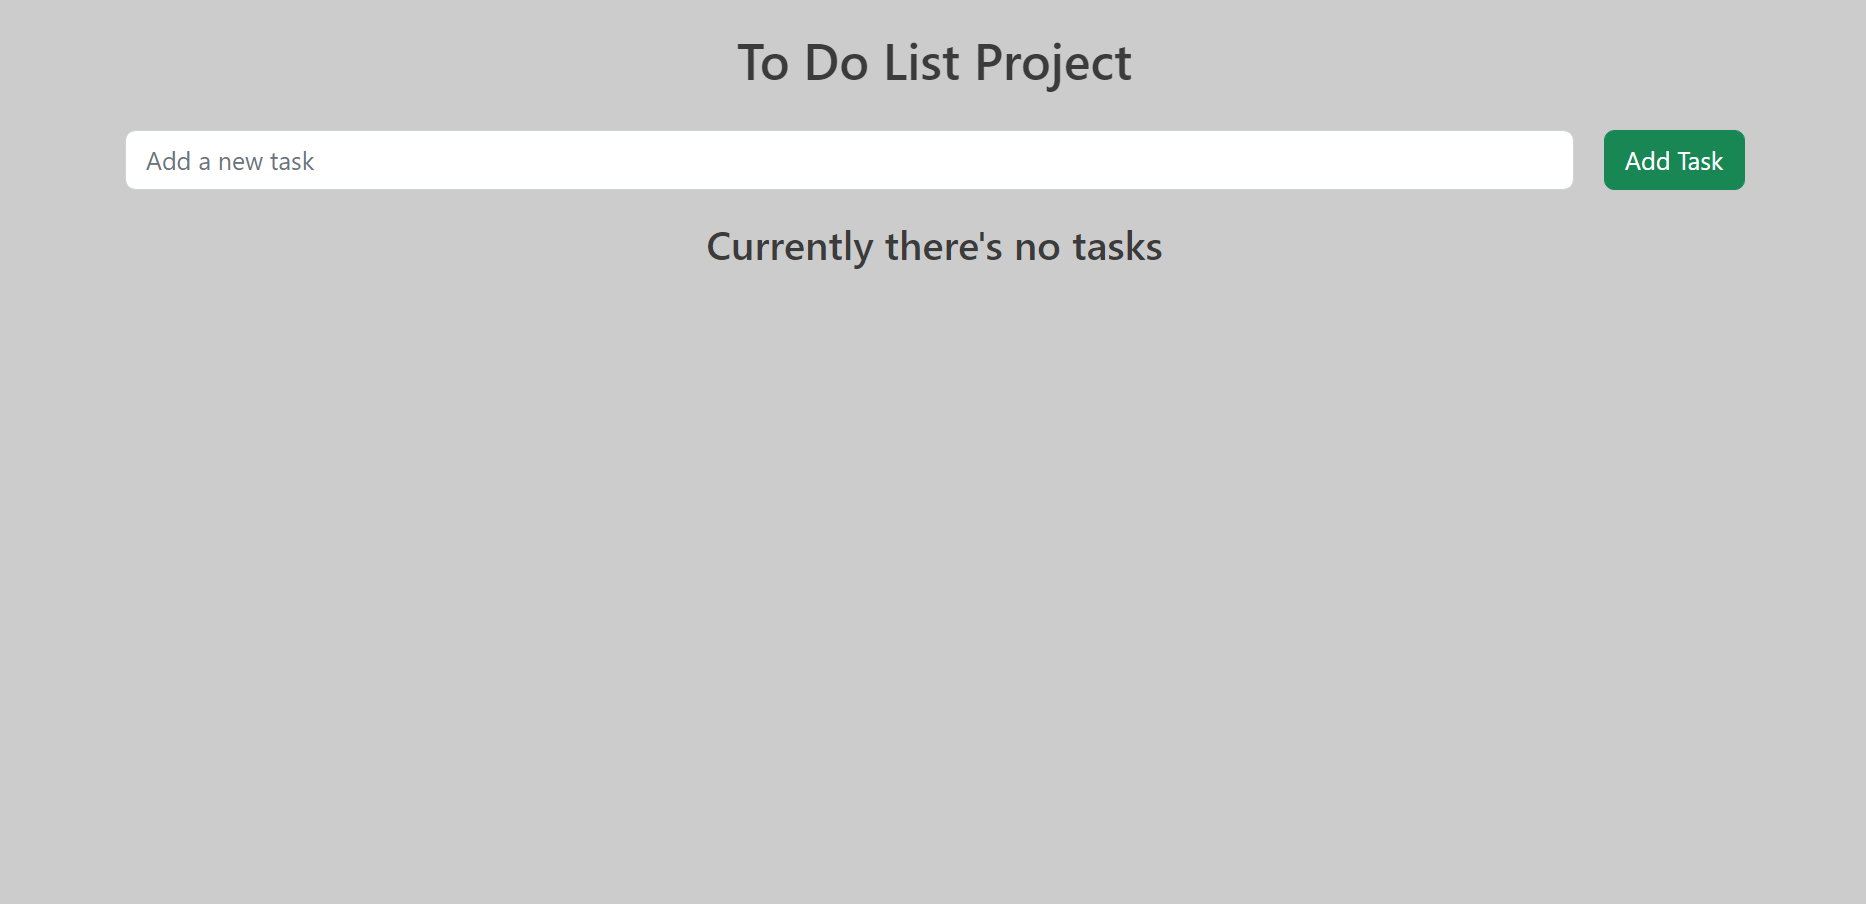 To Do List Project
Add a new task
Add Task
Currently there's no tasks